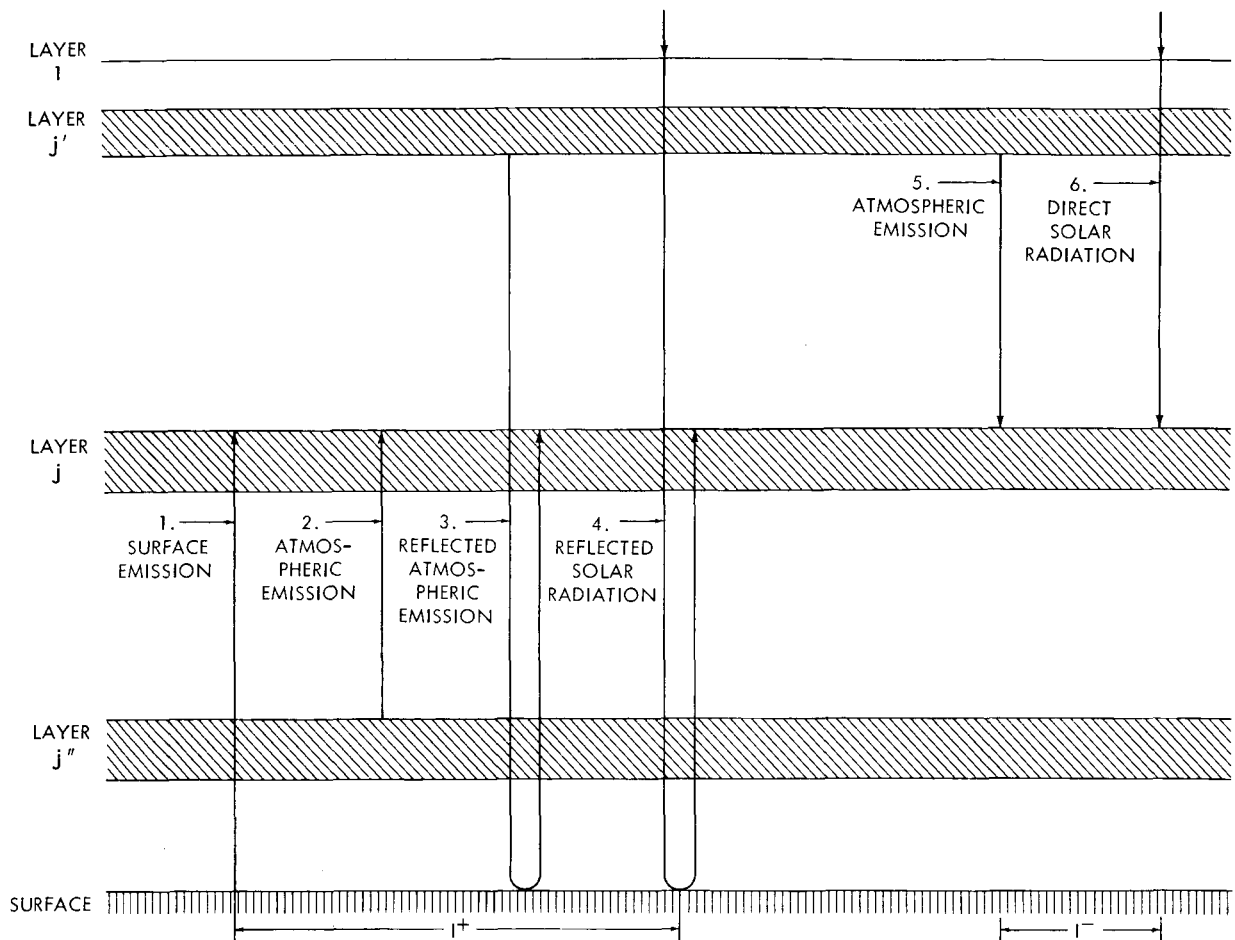 LAYER
1
LAYER
j′
5.
ATMOSPHERIC
EMISSION
6.
DIRECT
SOLAR
RADIATION
LAYER
j
1.
SURFACE
EMISSION
2.
ATMOS-
PHERIC
EMISSION
3.
REFLECTED
ATMOS-
PHERIC
EMISSION
4.
REFLECTED
SOLAR
RADIATION
LAYER
j″
SURFACE
I⁺
I⁻